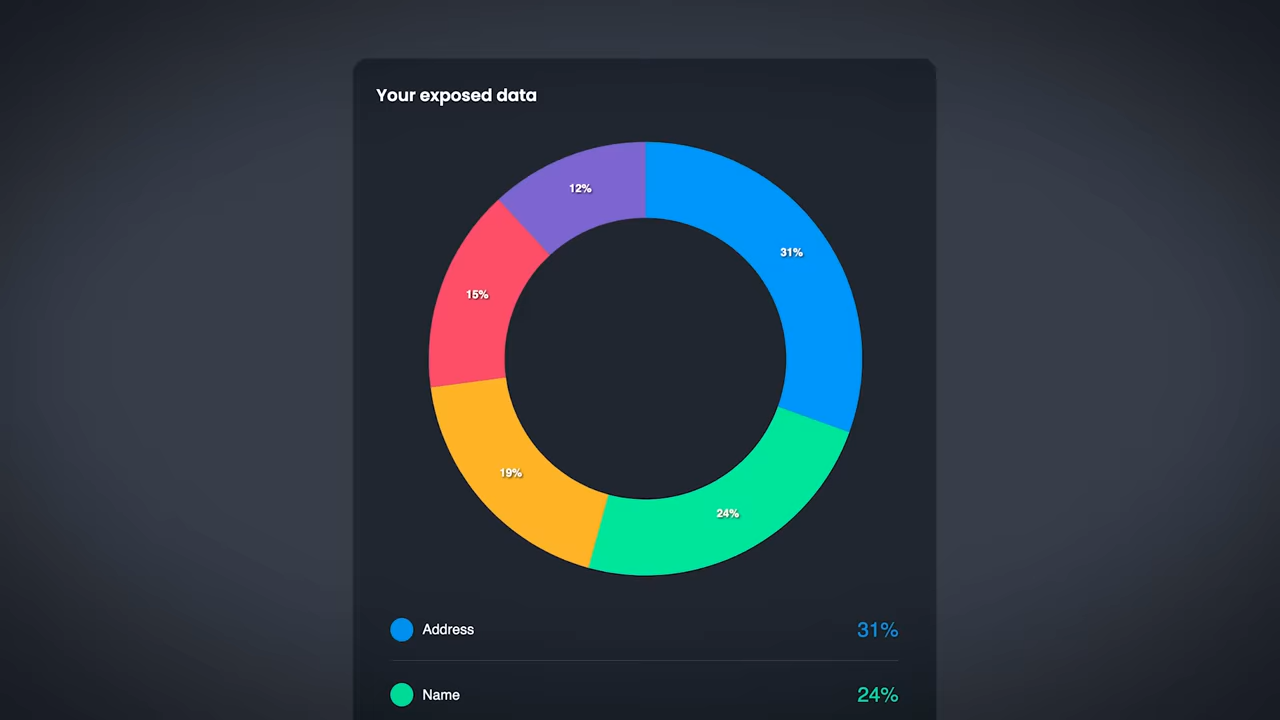 Your exposed data
12%
31%
15%
19%
24%
Address 31%
Name 24%